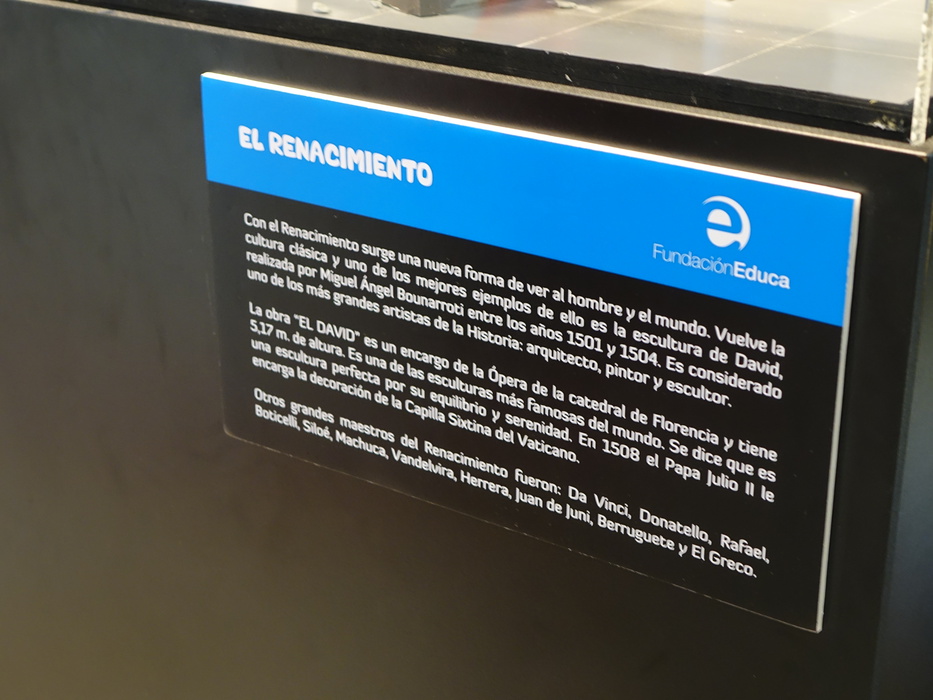 EL RENACIMIENTO
FundaciónEduca
Con el Renacimiento surge una nueva forma de ver al hombre y el mundo. Vuelve la
cultura clásica y uno de los mejores ejemplos de ello es la escultura de David,
realizada por Miguel Ángel Bounarroti entre los años 1501 y 1504. Es considerado
uno de los más grandes artistas de la Historia: arquitecto, pintor y escultor.
La obra "EL DAVID" es un encargo de la Ópera de la catedral de Florencia y tiene
5,17 m. de altura. Es una de las esculturas más famosas del mundo. Se dice que es
una escultura perfecta por su equilibrio y serenidad. En 1508 el Papa Julio II le
encarga la decoración de la Capilla Sixtina del Vaticano.
Otros grandes maestros del Renacimiento fueron: Da Vinci, Donatello, Rafael,
Boticelli, Siloé, Machuca, Vandelvira, Herrera, Juan de Juni, Berruguete y El Greco.